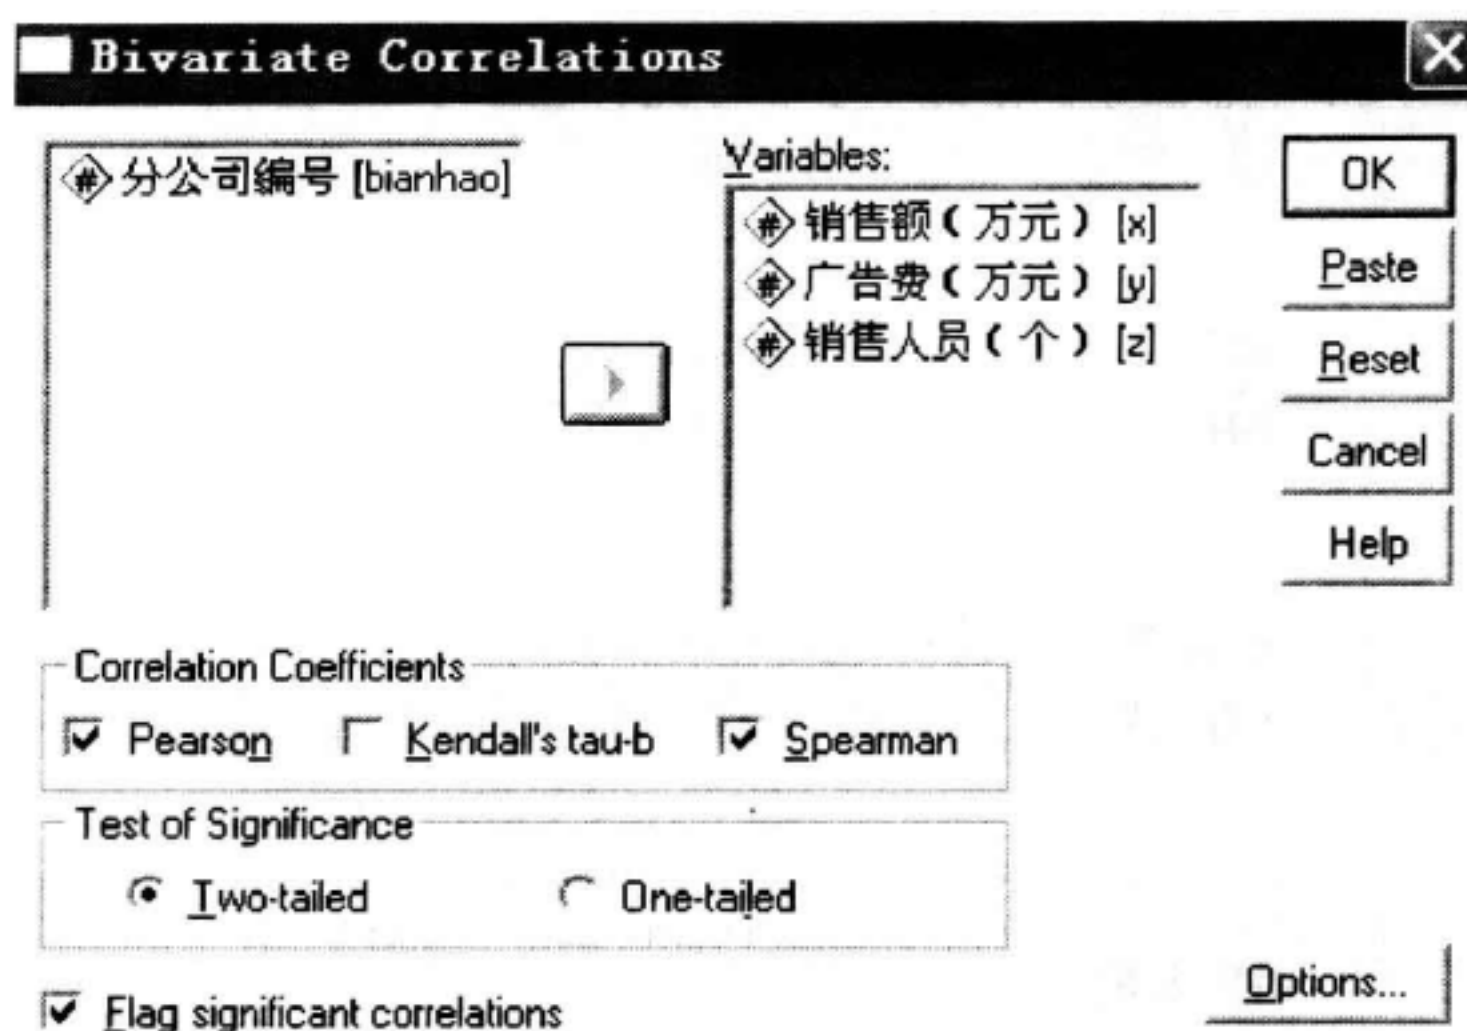 Bivariate Correlations
分公司编号 [bianhao]
Variables:
销售额（万元） [x]
广告费（万元） [y]
销售人员（个） [z]
OK
Paste
Reset
Cancel
Help
Correlation Coefficients
Pearson Kendall's tau-b Spearman
Test of Significance
Two-tailed One-tailed
Flag significant correlations
Options...